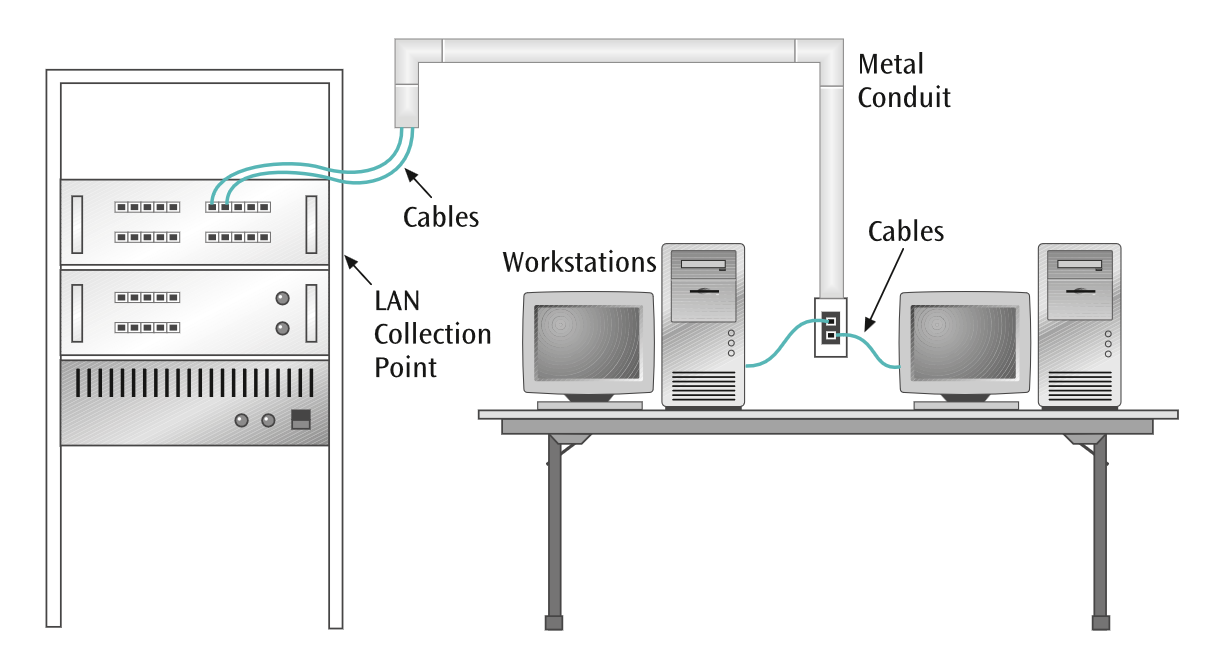 Metal
Conduit
Cables
Cables
Workstations
LAN
Collection
Point